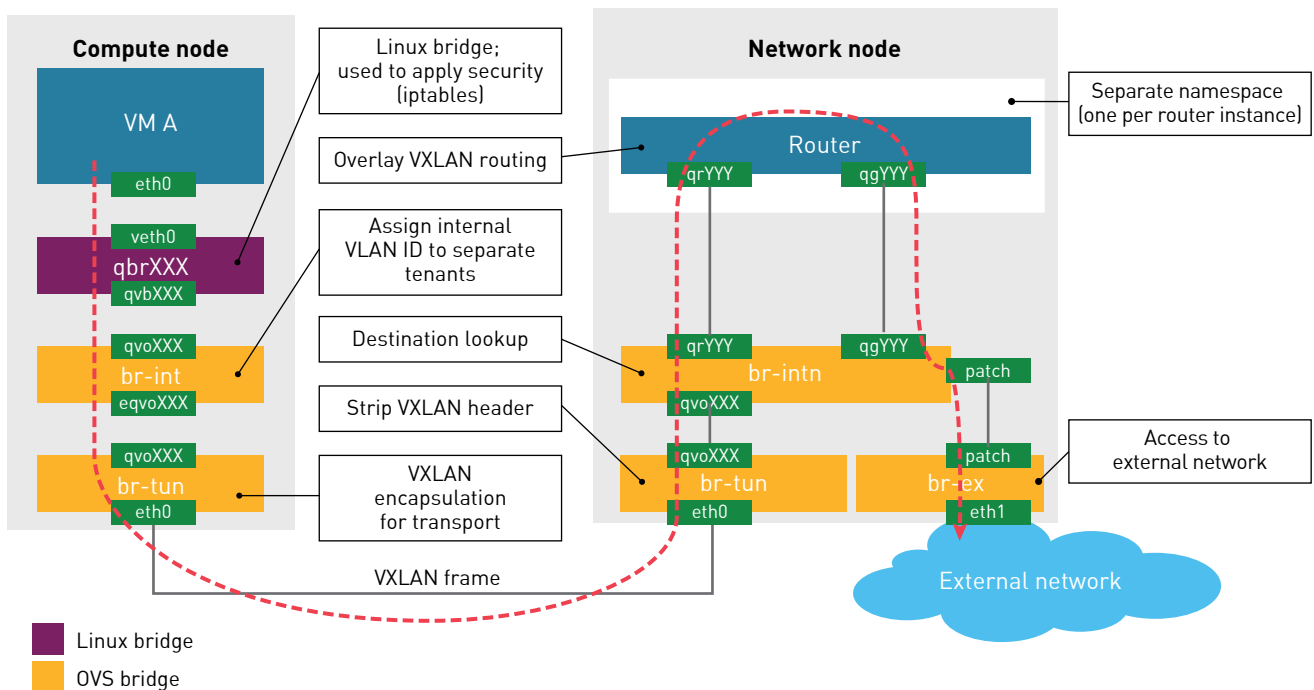 Compute node
VM A
eth0
veth0
qbrXXX
qvbXXX
qvoXXX
br-int
eqvoXXX
qvoXXX
br-tun
eth0
Linux bridge;
used to apply security
(iptables)
Overlay VXLAN routing
Assign internal
VLAN ID to separate
tenants
Destination lookup
Strip VXLAN header
VXLAN
encapsulation
for transport
VXLAN frame
Network node
Router
qrYYY
qgYYY
qrYYY
qgYYY
br-intn
patch
qvoXXX
qvoXXX
br-tun
eth0
patch
br-ex
eth1
Separate namespace
(one per router instance)
Access to
external network
External network
Linux bridge
OVS bridge